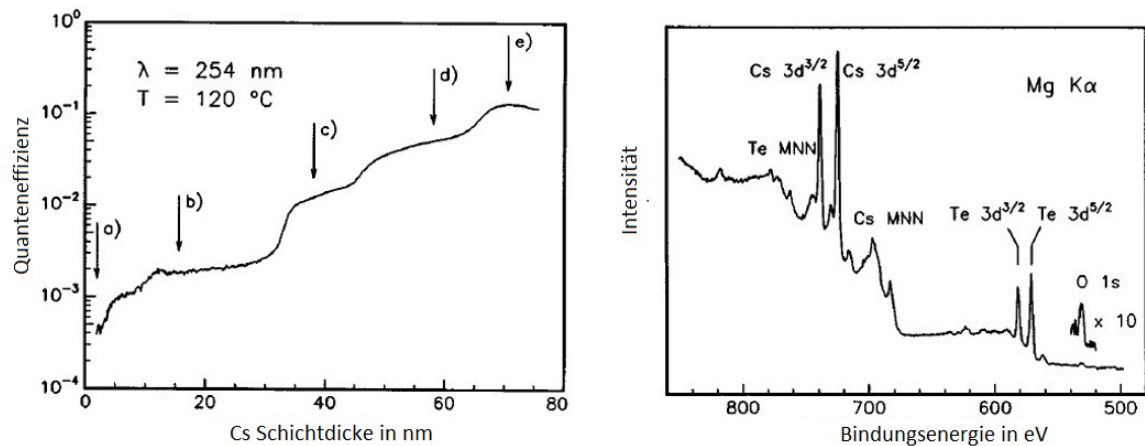 Quanteneffizienz
10⁰
10⁻¹
10⁻²
10⁻³
10⁻⁴
λ = 254 nm
T = 120 °C
a)
b)
c)
d)
e)
0
20
40
60
80
Cs Schichtdicke in nm
Intensität
Cs 3d³/² Cs 3d⁵/²
Mg Kα
Te MNN
Cs MNN
Te 3d³/² Te 3d⁵/²
O 1s
x 10
800
700
600
500
Bindungsenergie in eV